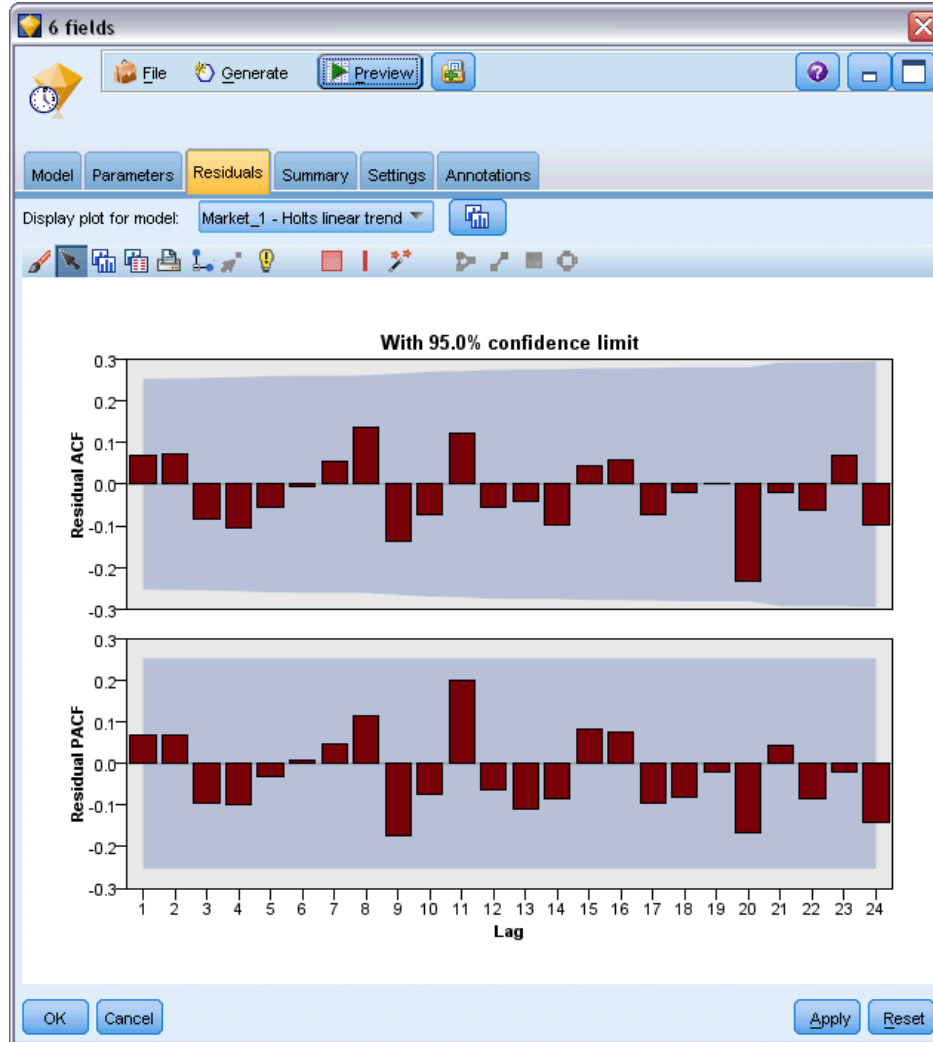 6 fields
File Generate Preview
Model Parameters Residuals Summary Settings Annotations
Display plot for model: Market_1 - Holts linear trend
With 95.0% confidence limit
Residual ACF
0.3
0.2
0.1
0.0
-0.1
-0.2
-0.3
Residual PACF
0.3
0.2
0.1
0.0
-0.1
-0.2
-0.3
1 2 3 4 5 6 7 8 9 10 11 12 13 14 15 16 17 18 19 20 21 22 23 24
Lag
OK Cancel Apply Reset